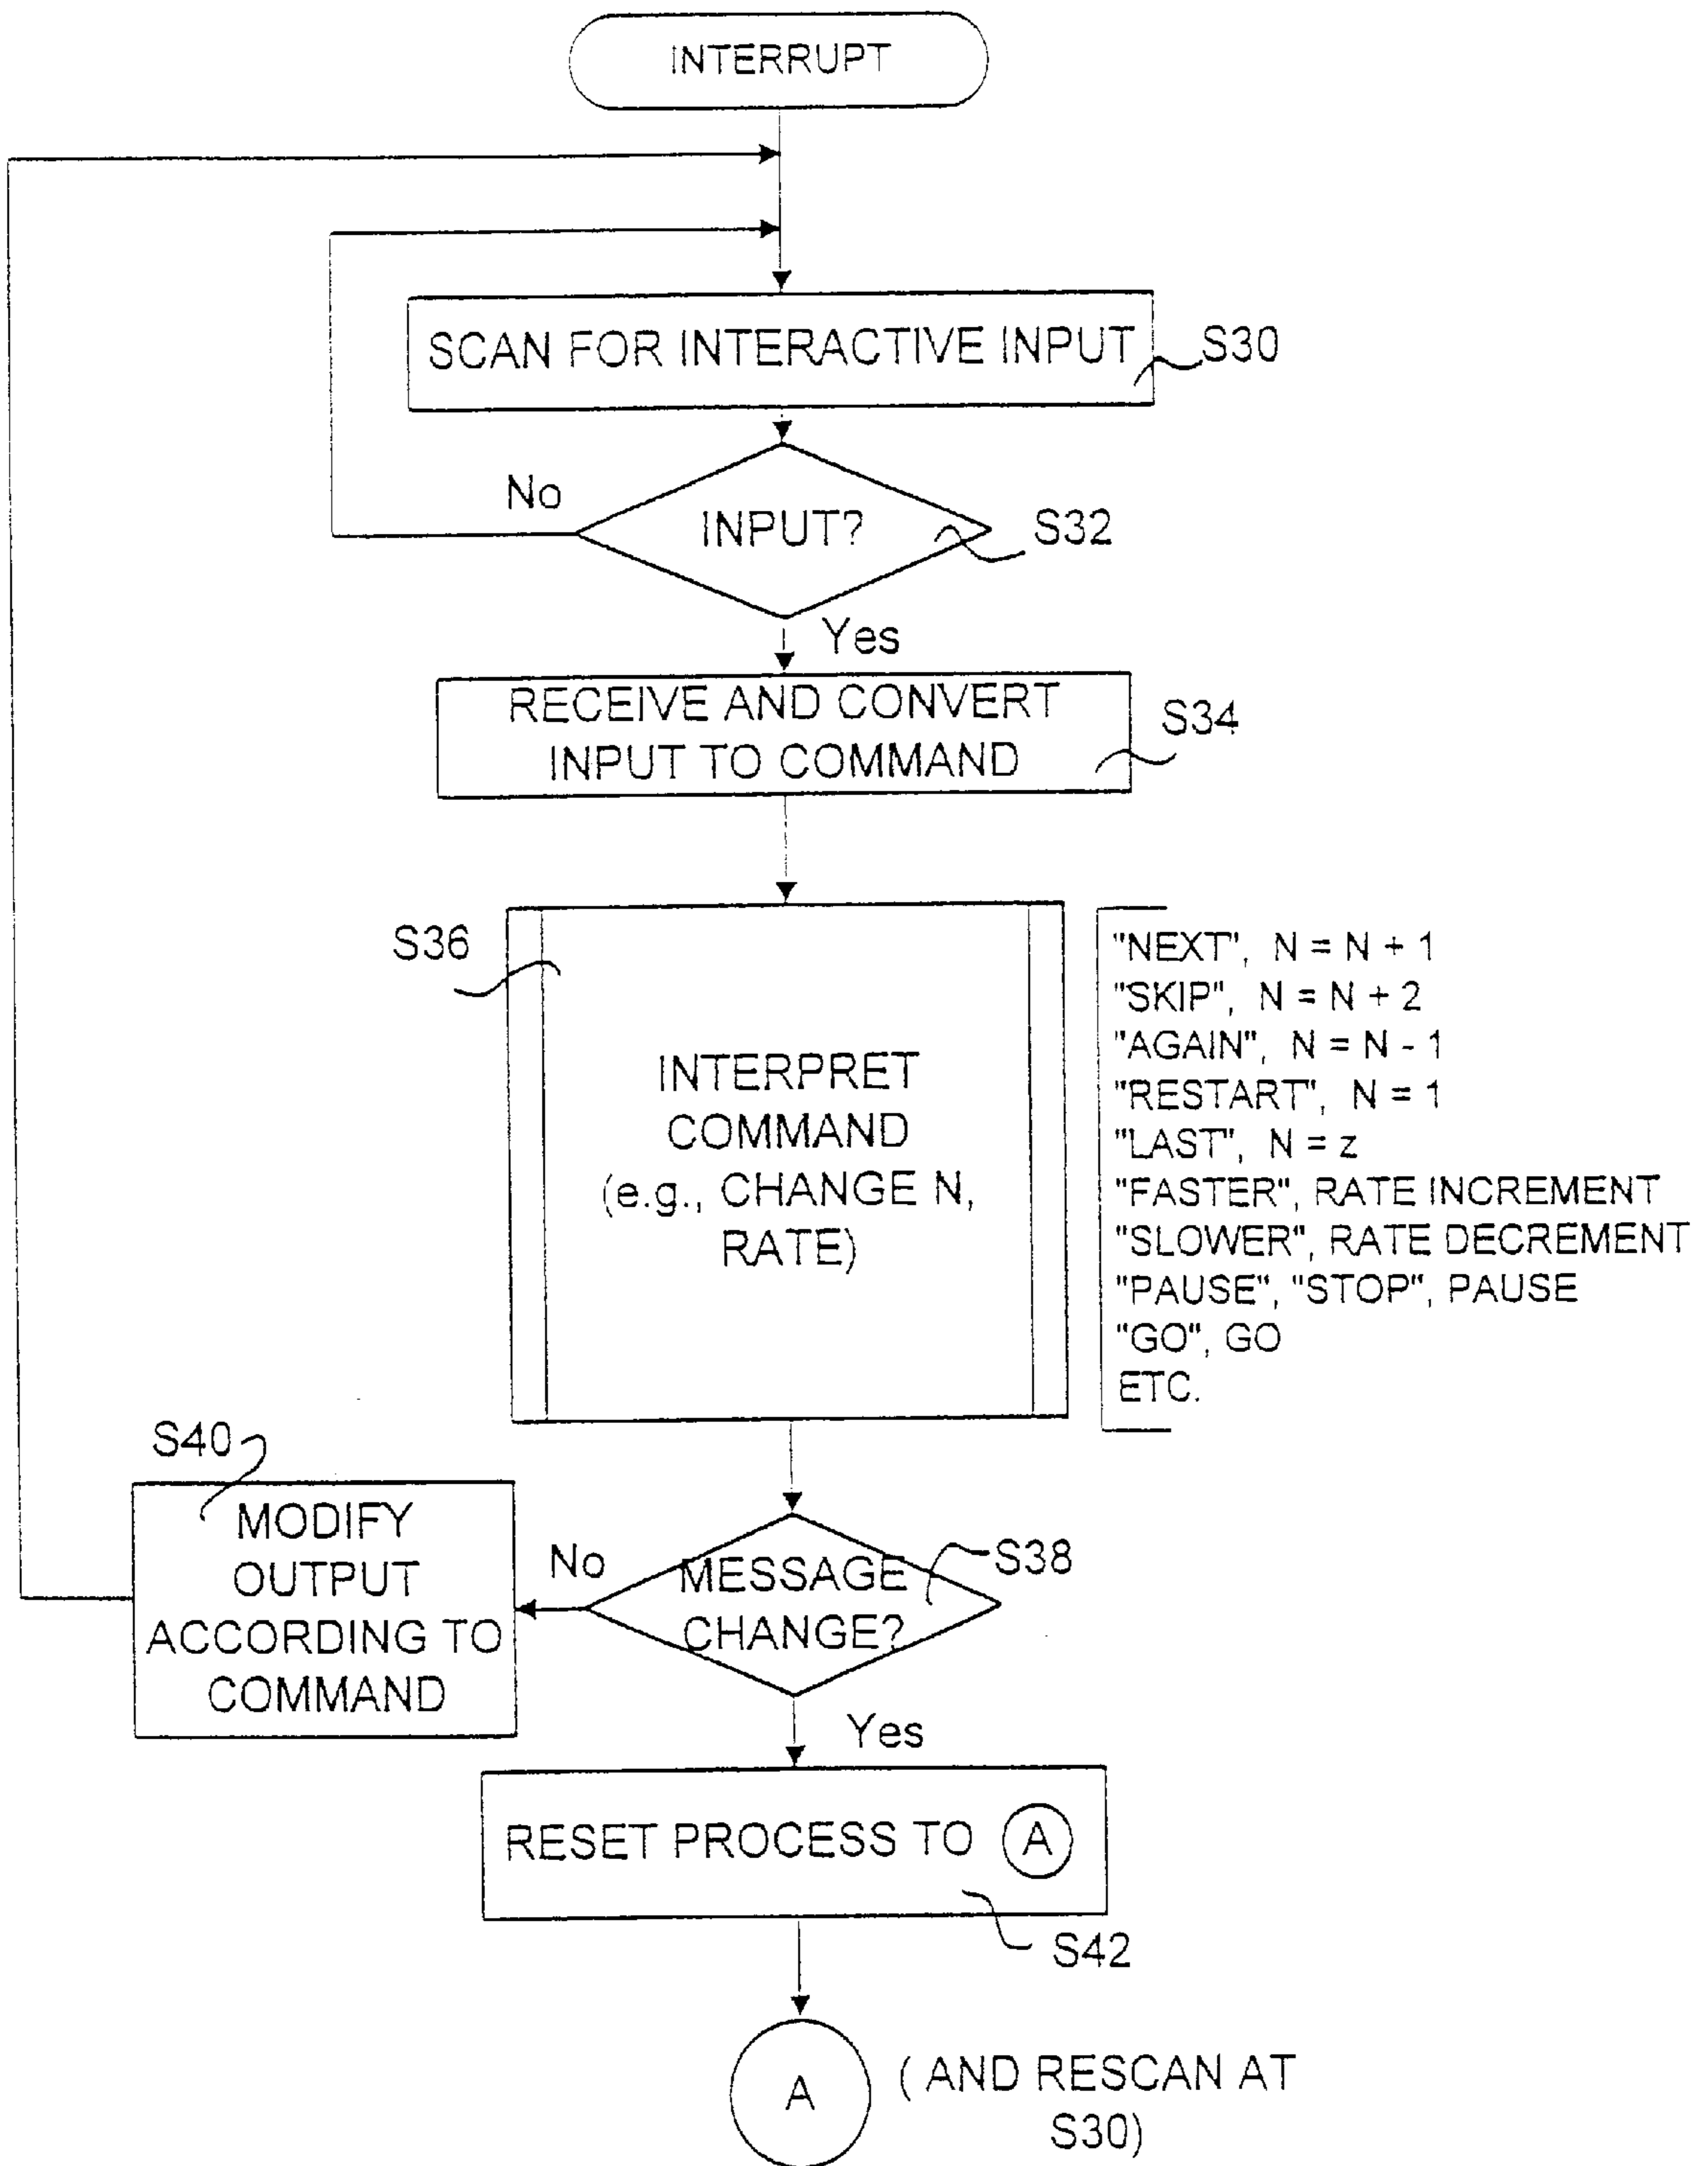 INTERRUPT
SCAN FOR INTERACTIVE INPUT
S30
No
INPUT?
S32
Yes
RECEIVE AND CONVERT
INPUT TO COMMAND
S34
S36
INTERPRET
COMMAND
(e.g., CHANGE N,
RATE)
"NEXT", N = N + 1
"SKIP", N = N + 2
"AGAIN", N = N - 1
"RESTART", N = 1
"LAST", N = z
"FASTER", RATE INCREMENT
"SLOWER", RATE DECREMENT
"PAUSE", "STOP", PAUSE
"GO", GO
ETC.
S40
MODIFY
OUTPUT
ACCORDING TO
COMMAND
No
MESSAGE
CHANGE?
S38
Yes
RESET PROCESS TO A
S42
A
( AND RESCAN AT
S30)